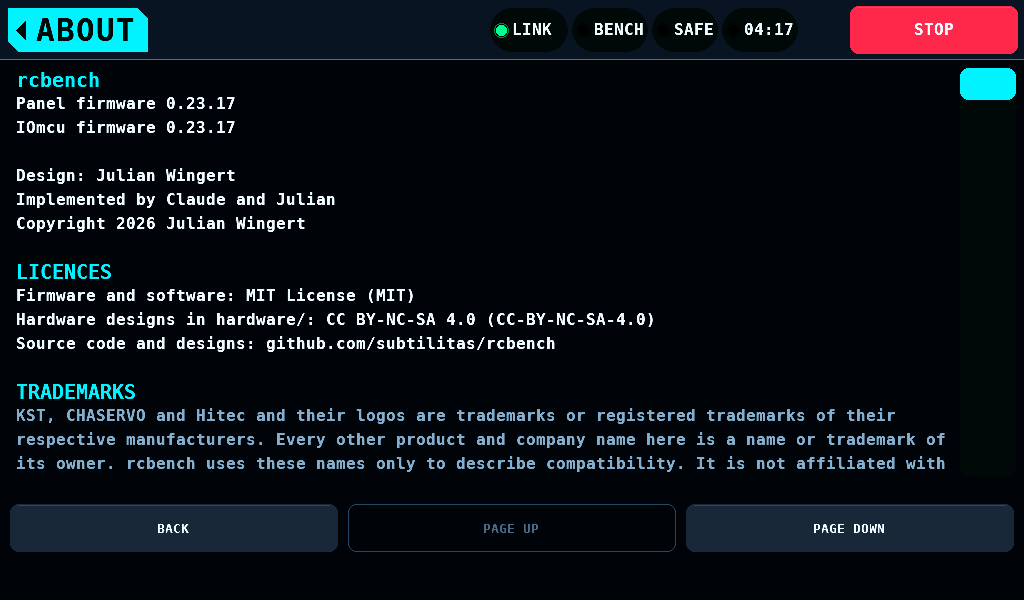 ABOUT
LINK
BENCH
SAFE
04:17
STOP
rcbench
Panel firmware 0.23.17
IOmcu firmware 0.23.17
Design: Julian Wingert
Implemented by Claude and Julian
Copyright 2026 Julian Wingert
LICENCES
Firmware and software: MIT License (MIT)
Hardware designs in hardware/: CC BY-NC-SA 4.0 (CC-BY-NC-SA-4.0)
Source code and designs: github.com/subtilitas/rcbench
TRADEMARKS
KST, CHASERVO and Hitec and their logos are trademarks or registered trademarks of their
respective manufacturers. Every other product and company name here is a name or trademark of
its owner. rcbench uses these names only to describe compatibility. It is not affiliated with
BACK
PAGE UP
PAGE DOWN